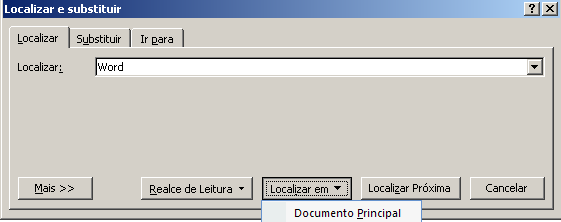 Localizar e substituir
Localizar Substituir Ir para
Localizar: Word
Mais >> Realce de Leitura Localizar em Localizar Próxima Cancelar
Documento Principal